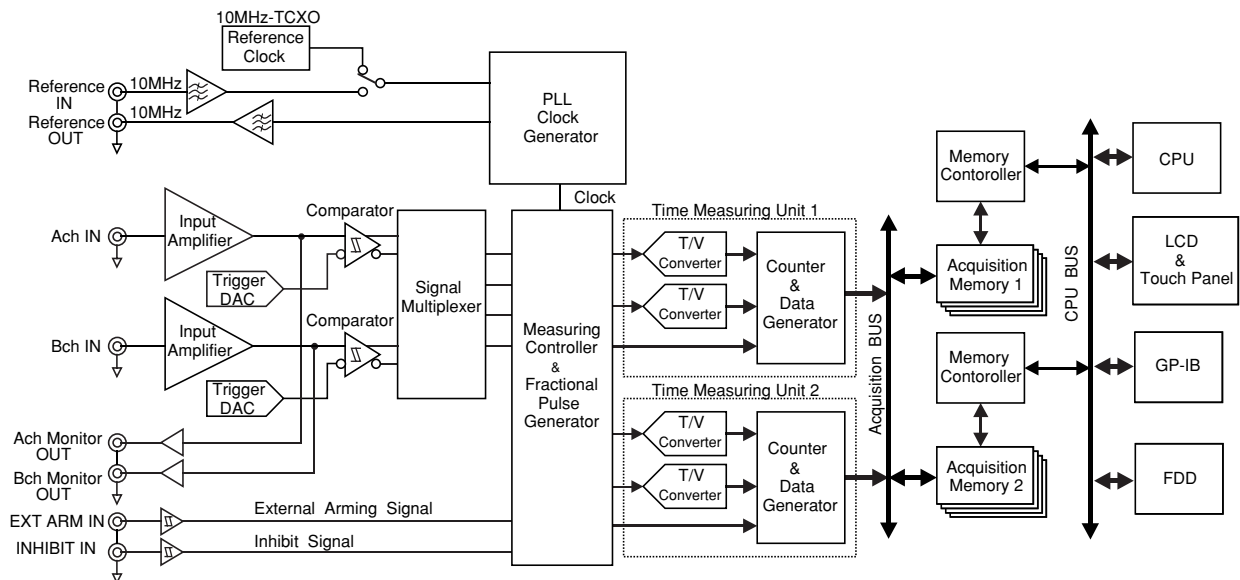 10MHz-TCXO
Reference
Clock
Reference
IN
10MHz
Reference
OUT
10MHz
PLL
Clock
Generator
Clock
Ach IN
Input
Amplifier
Comparator
Trigger
DAC
Bch IN
Input
Amplifier
Comparator
Trigger
DAC
Signal
Multiplexer
Measuring
Controller
&
Fractional
Pulse
Generator
Ach Monitor
OUT
Bch Monitor
OUT
EXT ARM IN
External Arming Signal
INHIBIT IN
Inhibit Signal
Time Measuring Unit 1
T/V
Converter
T/V
Converter
Counter
&
Data
Generator
Time Measuring Unit 2
T/V
Converter
T/V
Converter
Counter
&
Data
Generator
Acquisition BUS
Memory
Contoroller
Acquisition
Memory 1
Memory
Controller
Acquisition
Memory 2
CPU BUS
CPU
LCD
&
Touch Panel
GP-IB
FDD